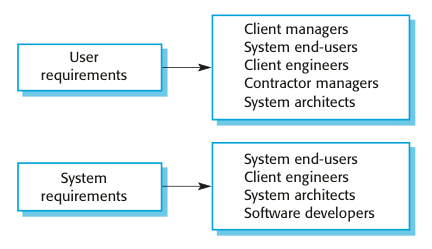 User
requirements
Client managers
System end-users
Client engineers
Contractor managers
System architects
System
requirements
System end-users
Client engineers
System architects
Software developers